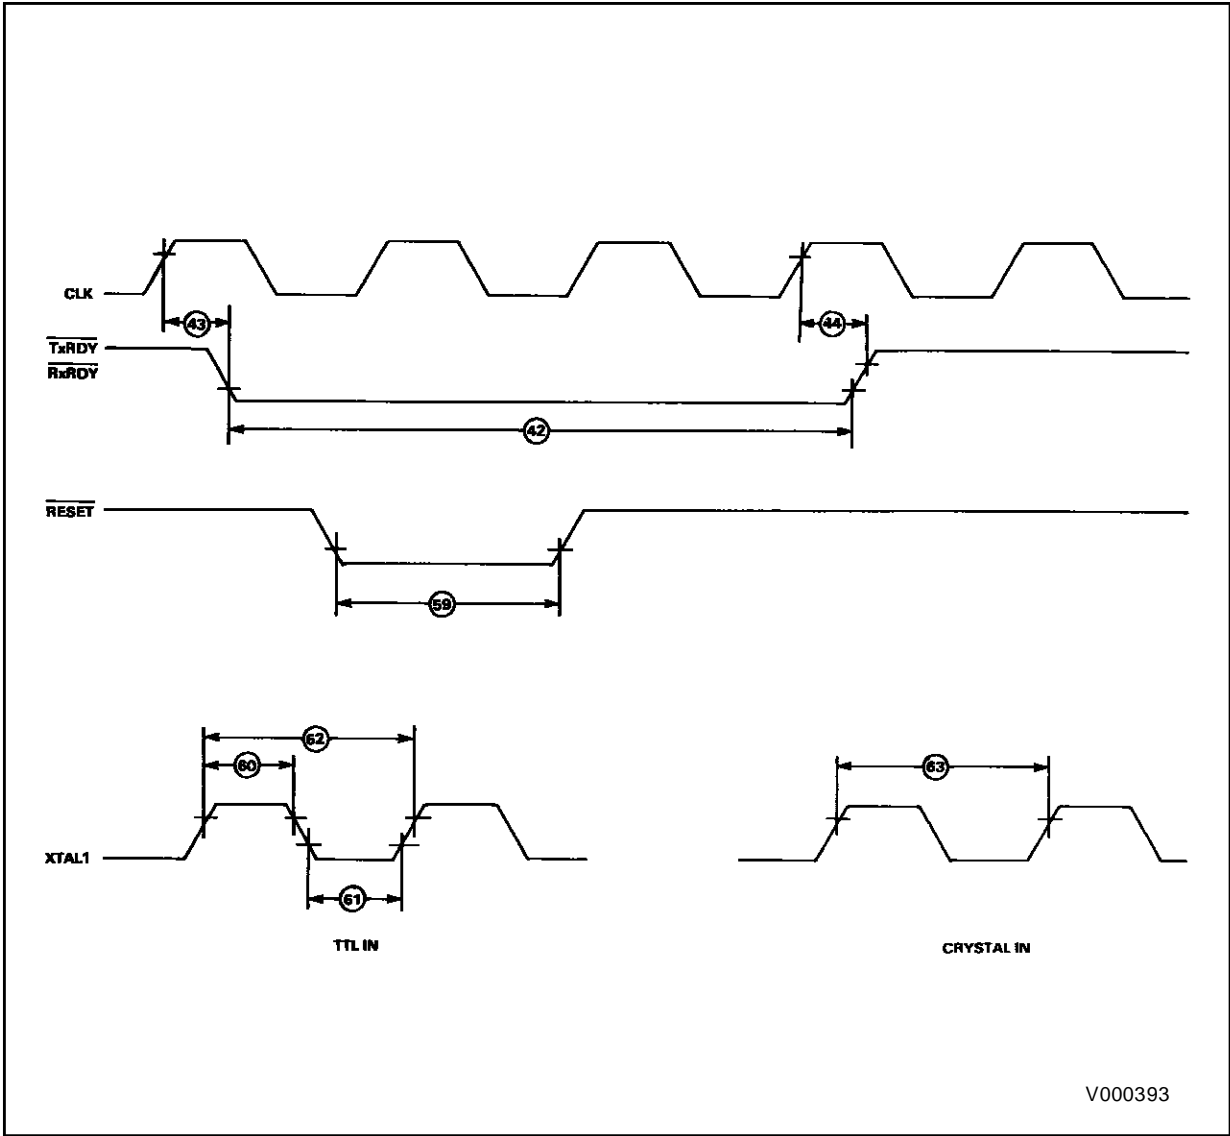 CLK
43
44
TxRDY
RxRDY
42
RESET
59
62
60
63
XTAL1
61
TTL IN
CRYSTAL IN
V000393